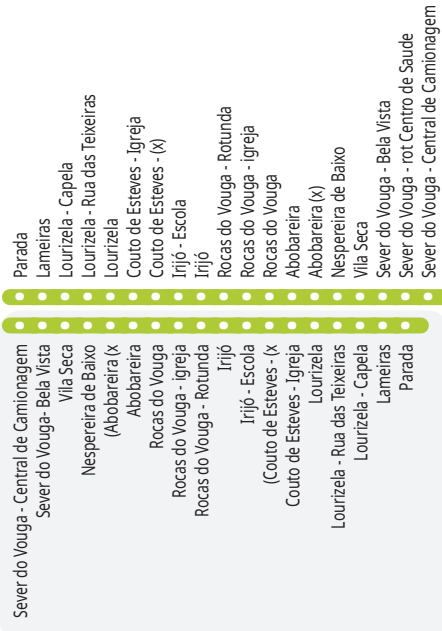 Parada
Lameiras
Lourizela - Capela
Lourizela - Rua das Teixeiras
Lourizela
Couto de Esteves - Igreja
Couto de Esteves - (x)
Irijó - Escola
Irijó
Rocas do Vouga - Rotunda
Rocas do Vouga - igreja
Rocas do Vouga
Abobareira
Abobareira (x)
Nespereira de Baixo
Vila Seca
Sever do Vouga - Bela Vista
Sever do Vouga - rot Centro de Saude
Sever do Vouga - Central de Camionagem
Sever do Vouga - Central de Camionagem
Sever do Vouga- Bela Vista
Vila Seca
Nespereira de Baixo
(Abobareira (x
Abobareira
Rocas do Vouga
Rocas do Vouga - igreja
Rocas do Vouga - Rotunda
Irijó
Irijó - Escola
(Couto de Esteves - (x
Couto de Esteves - Igreja
Lourizela
Lourizela - Rua das Teixeiras
Lourizela - Capela
Lameiras
Parada